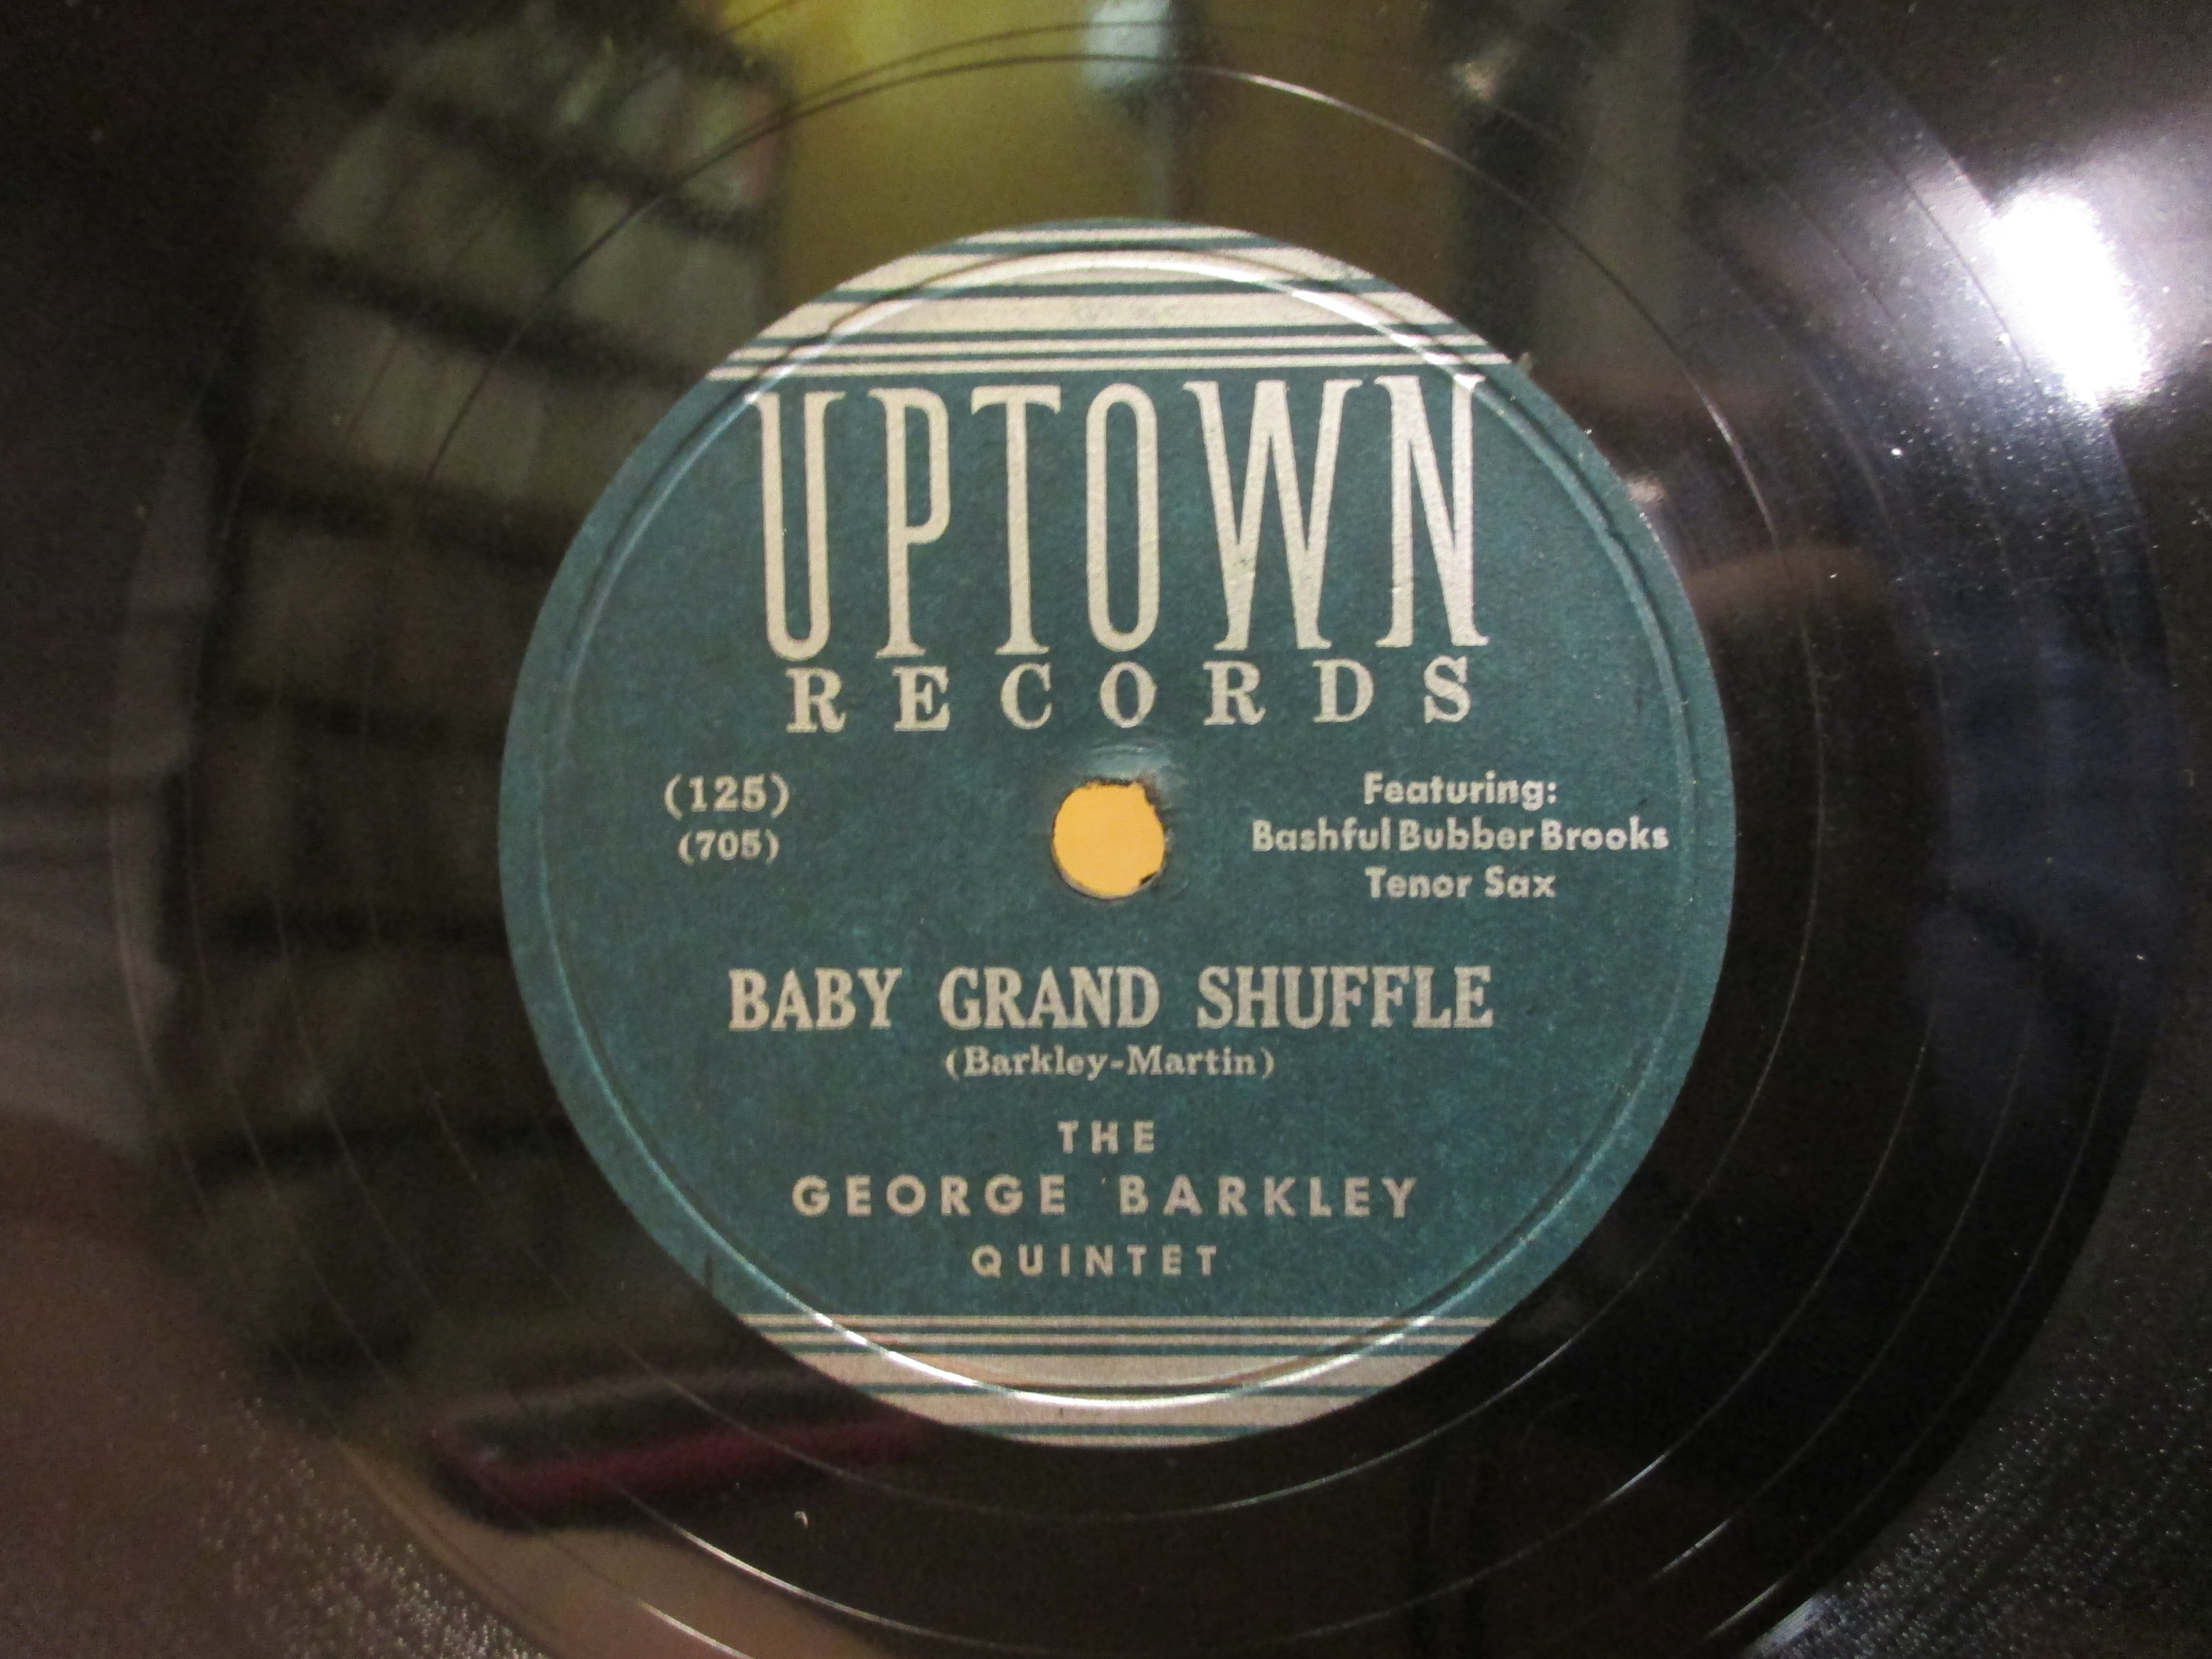 UPTOWN
RECORDS
(125)
(705)
Featuring:
Bashful Bubber Brooks
Tenor Sax
BABY GRAND SHUFFLE
(Barkley-Martin)
THE
GEORGE BARKLEY
QUINTET